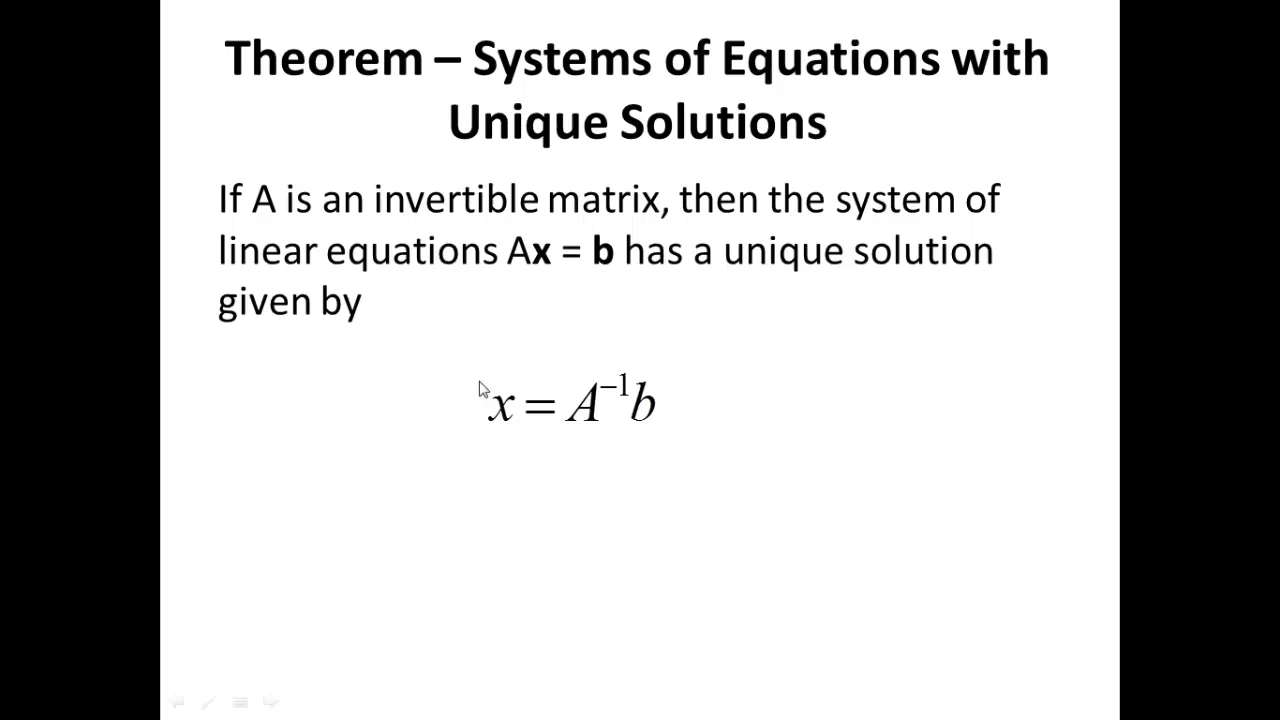 Theorem – Systems of Equations with
Unique Solutions
If A is an invertible matrix, then the system of
linear equations Ax = b has a unique solution
given by
x = A⁻¹b